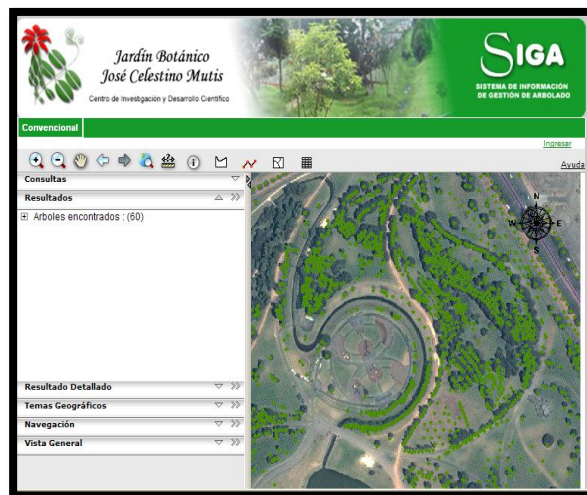 Jardín Botánico
José Celestino Mutis
Centro de Investigación y Desarrollo Científico
SIGA
SISTEMA DE INFORMACIÓN
DE GESTIÓN DE ARBOLADO
Convencional
Ingresar
Ayuda
Consultas
Resultados
Arboles encontrados : (60)
Resultado Detallado
Temas Geográficos
Navegación
Vista General
N
W
E
S